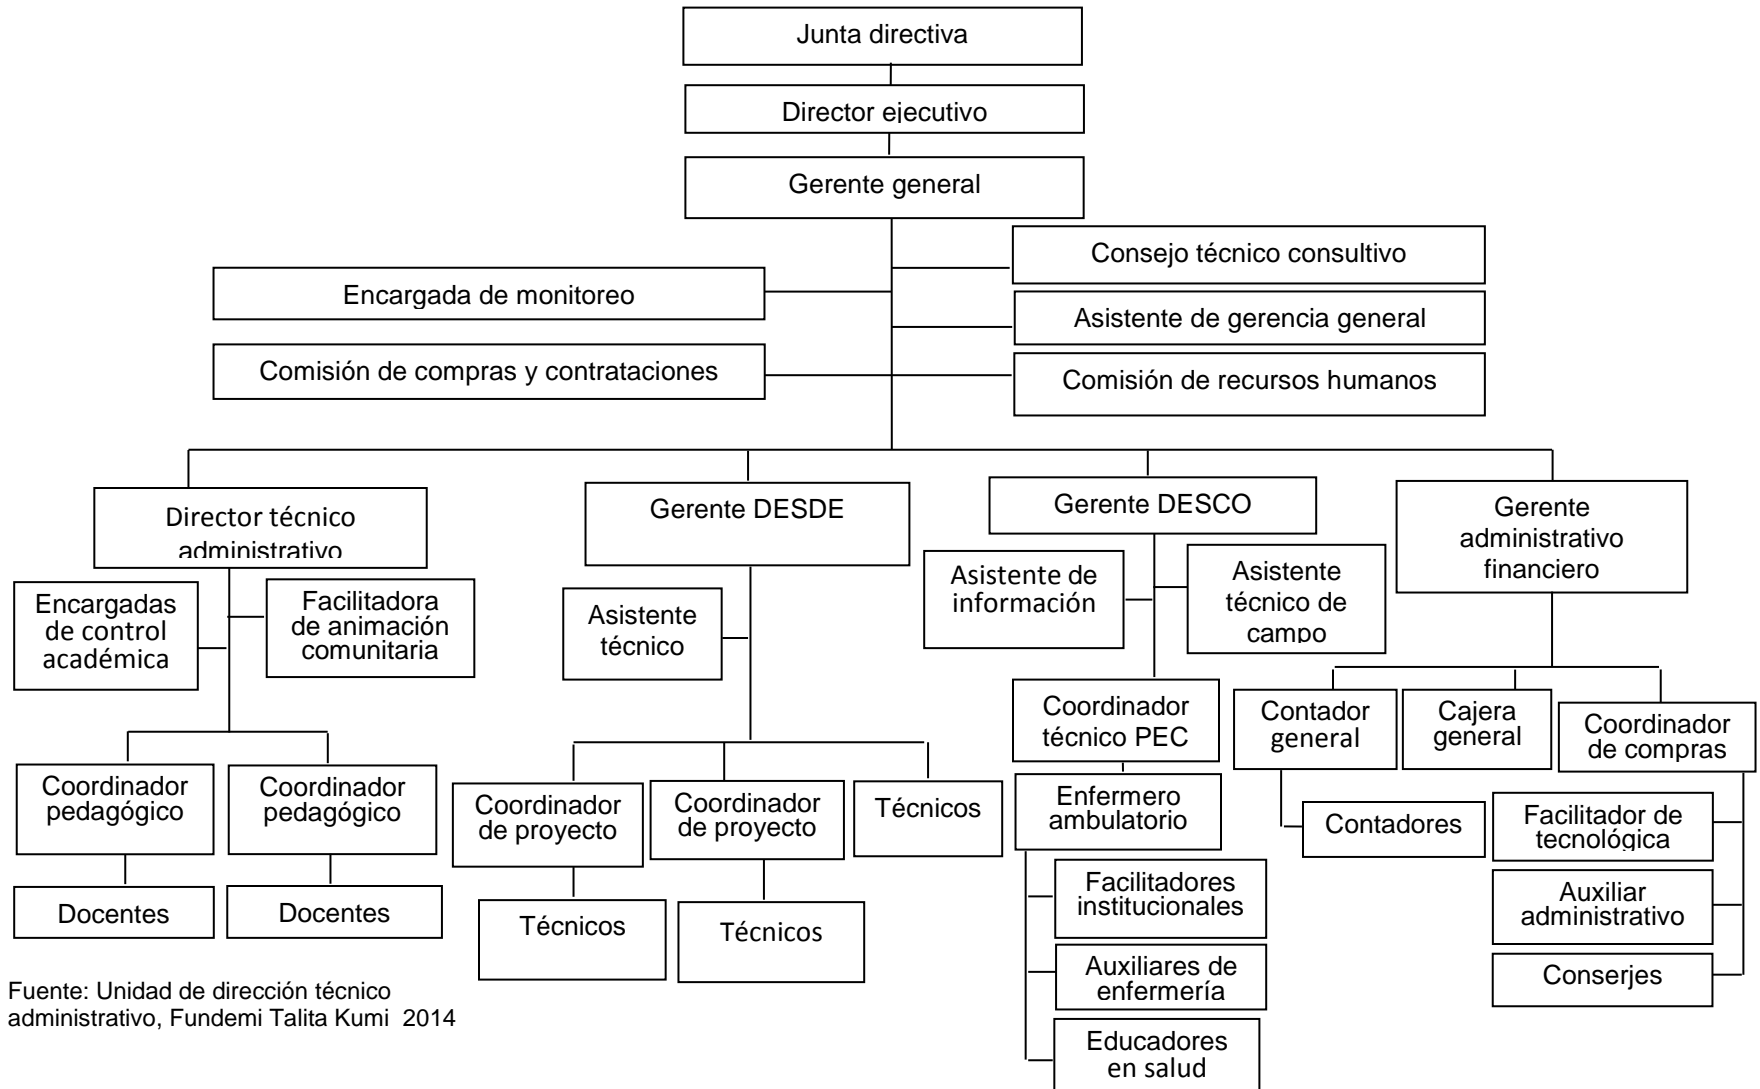 Junta directiva
Director ejecutivo
Gerente general
Consejo técnico consultivo
Encargada de monitoreo
Asistente de gerencia general
Comisión de compras y contrataciones
Comisión de recursos humanos
Director técnico
administrativo
Gerente DESDE
Gerente DESCO
Gerente
administrativo
financiero
Encargadas
de control
académica
Facilitadora
de animación
comunitaria
Asistente
técnico
Asistente de
información
Asistente
técnico de
campo
Coordinador
pedagógico
Coordinador
pedagógico
Docentes
Docentes
Coordinador
de proyecto
Coordinador
de proyecto
Técnicos
Técnicos
Técnicos
Coordinador
técnico PEC
Enfermero
ambulatorio
Facilitadores
institucionales
Auxiliares de
enfermería
Educadores
en salud
Contador
general
Cajera
general
Coordinador
de compras
Contadores
Facilitador de
tecnológica
Auxiliar
administrativo
Conserjes
Fuente: Unidad de dirección técnico
administrativo, Fundemi Talita Kumi 2014